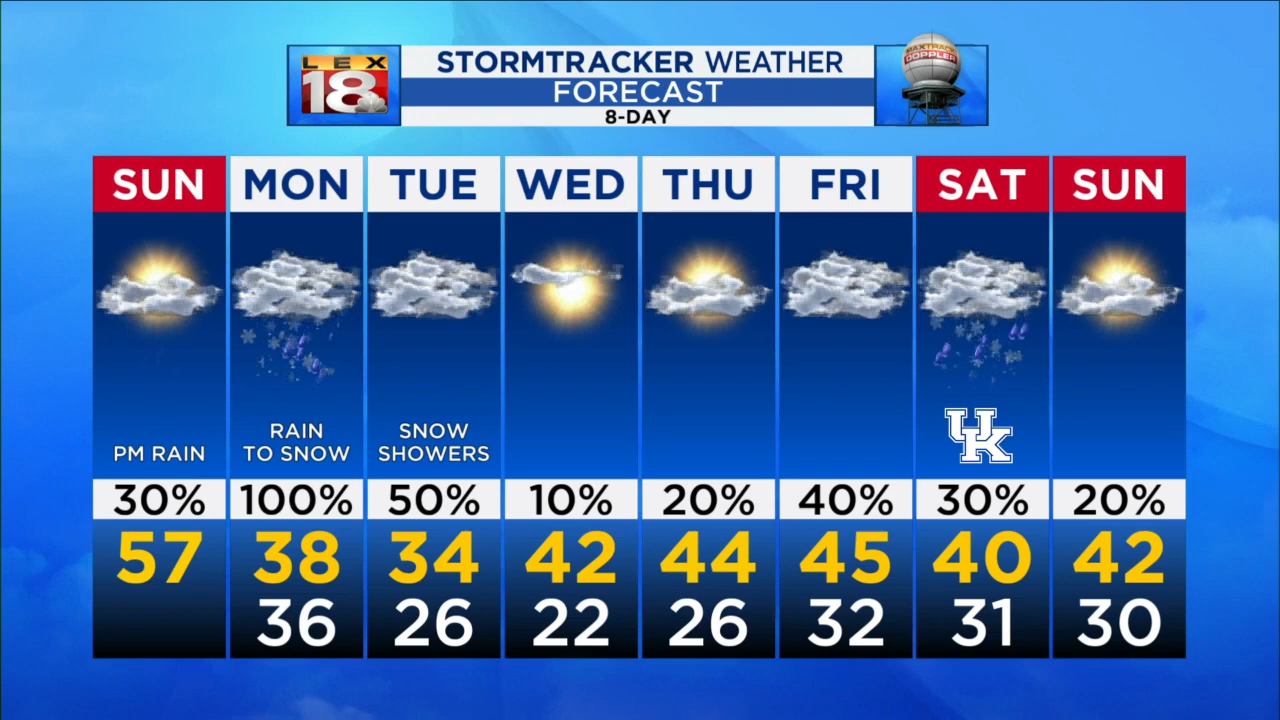 LEX
18
STORMTRACKER WEATHER
FORECAST
8-DAY
MAXTRACK
DOPPLER
SUN MON TUE WED THU FRI SAT SUN
PM RAIN
RAIN
TO SNOW
SNOW
SHOWERS
UK
30% 100% 50% 10% 20% 40% 30% 20%
57 38 34 42 44 45 40 42
36 26 22 26 32 31 30